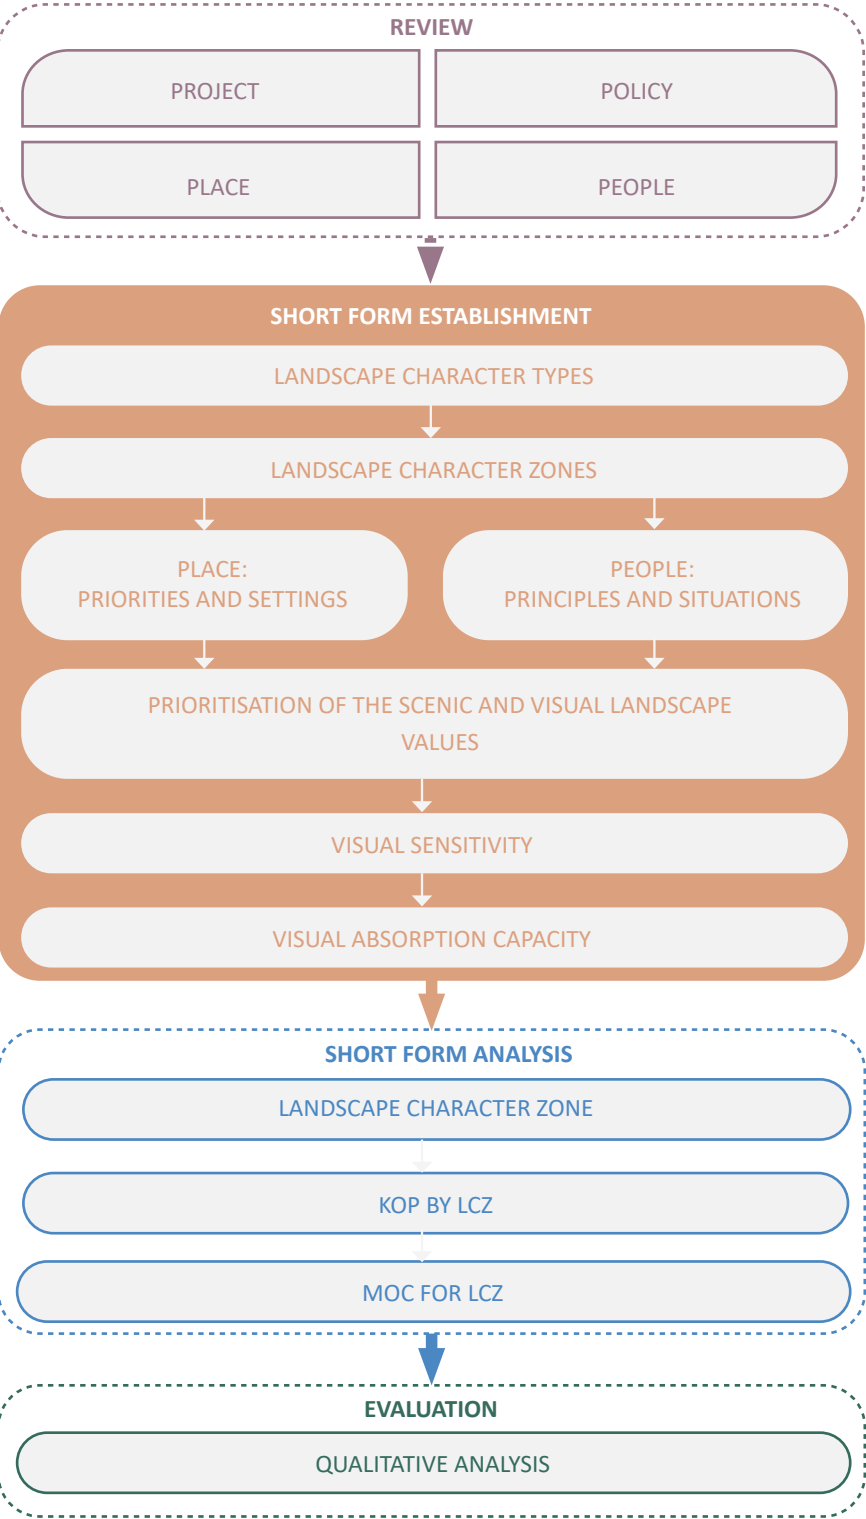 REVIEW
PROJECT
POLICY
PLACE
PEOPLE
SHORT FORM ESTABLISHMENT
LANDSCAPE CHARACTER TYPES
LANDSCAPE CHARACTER ZONES
PLACE:
PRIORITIES AND SETTINGS
PEOPLE:
PRINCIPLES AND SITUATIONS
PRIORITISATION OF THE SCENIC AND VISUAL LANDSCAPE
VALUES
VISUAL SENSITIVITY
VISUAL ABSORPTION CAPACITY
SHORT FORM ANALYSIS
LANDSCAPE CHARACTER ZONE
KOP BY LCZ
MOC FOR LCZ
EVALUATION
QUALITATIVE ANALYSIS